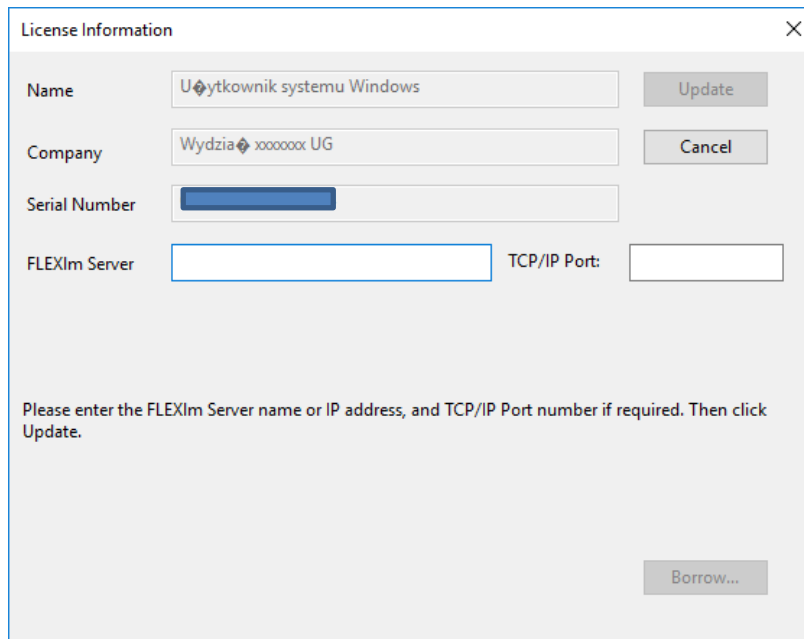 License Information
Name U�ytkownik systemu Windows Update
Company Wydzia� xxxxxxx UG Cancel
Serial Number
FLEXlm Server TCP/IP Port:
Please enter the FLEXlm Server name or IP address, and TCP/IP Port number if required. Then click
Update.
Borrow...